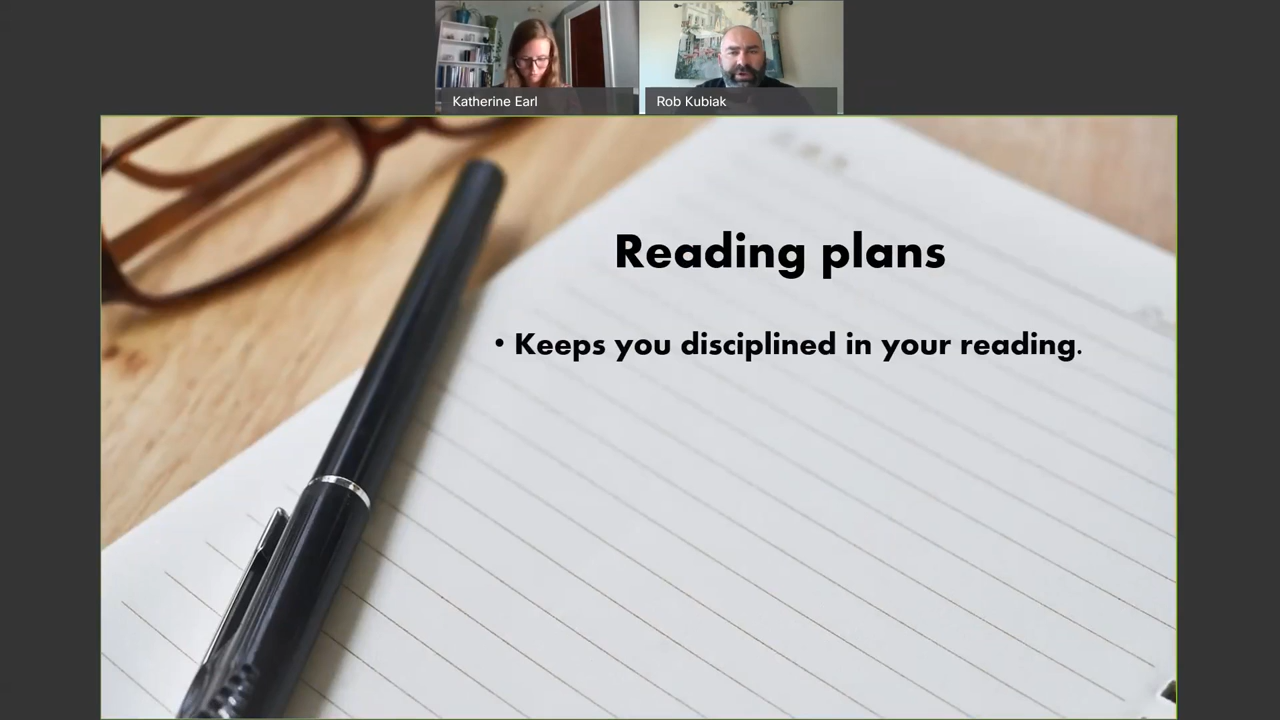 Katherine Earl
Rob Kubiak
Reading plans
• Keeps you disciplined in your reading.